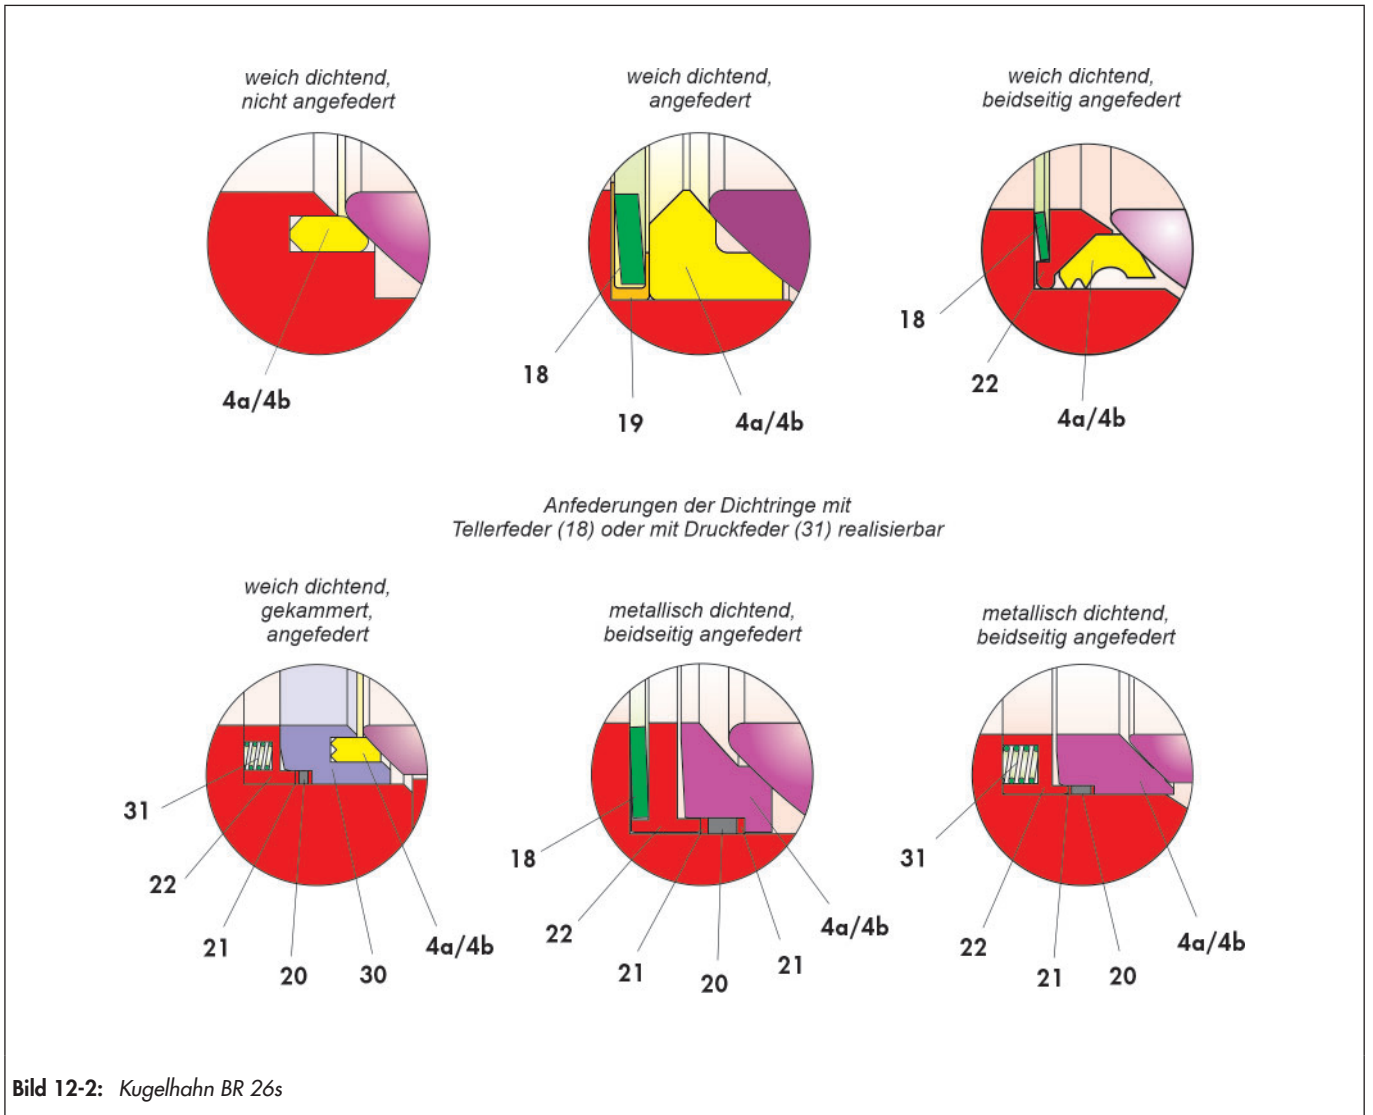 weich dichtend,
nicht angefedert
weich dichtend,
angefedert
weich dichtend,
beidseitig angefedert
4a/4b
18
19
4a/4b
18
22
4a/4b
Anfederungen der Dichtringe mit
Tellerfeder (18) oder mit Druckfeder (31) realisierbar
weich dichtend,
gekammert,
angefedert
metallisch dichtend,
beidseitig angefedert
metallisch dichtend,
beidseitig angefedert
31
22
21
20
30
4a/4b
18
22
21
20
21
4a/4b
31
22
21
20
4a/4b
Bild 12-2: Kugelhahn BR 26s